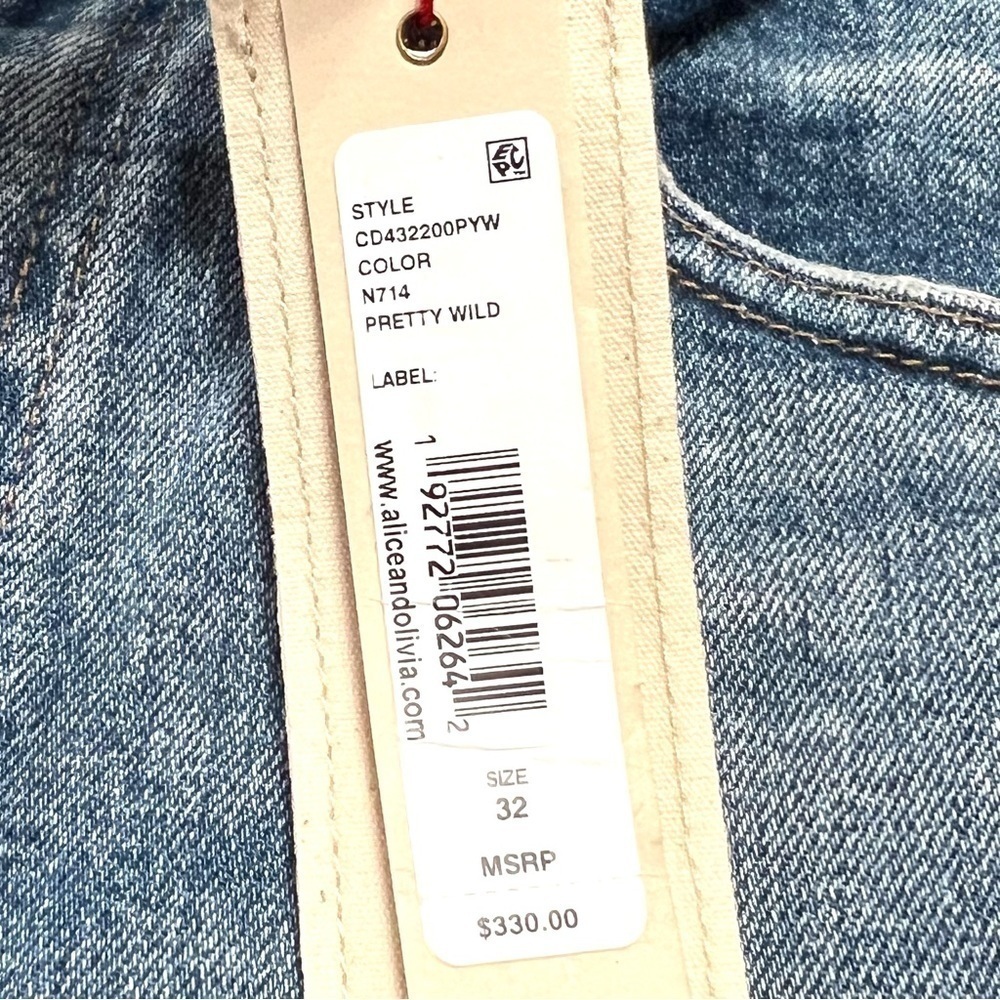 STYLE
CD432200PYW
COLOR
N714
PRETTY WILD
LABEL:
1 92772 06264 2
www.aliceandolivia.com
SIZE
32
MSRP
$330.00